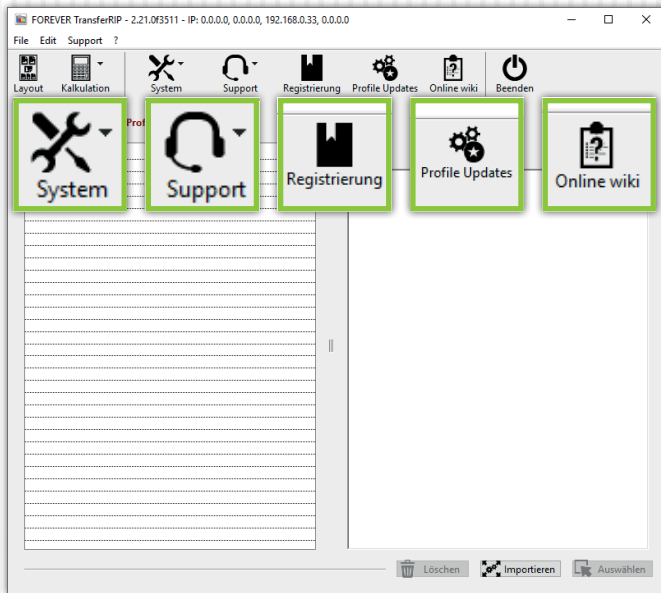 FOREVER TransferRIP - 2.21.0f3511 - IP: 0.0.0.0, 0.0.0.0, 192.168.0.33, 0.0.0.0
File Edit Support ?
Layout Kalkulation System Support Registrierung Profile Updates Online wiki Beenden
System Support Registrierung Profile Updates Online wiki
Löschen Importieren Auswählen